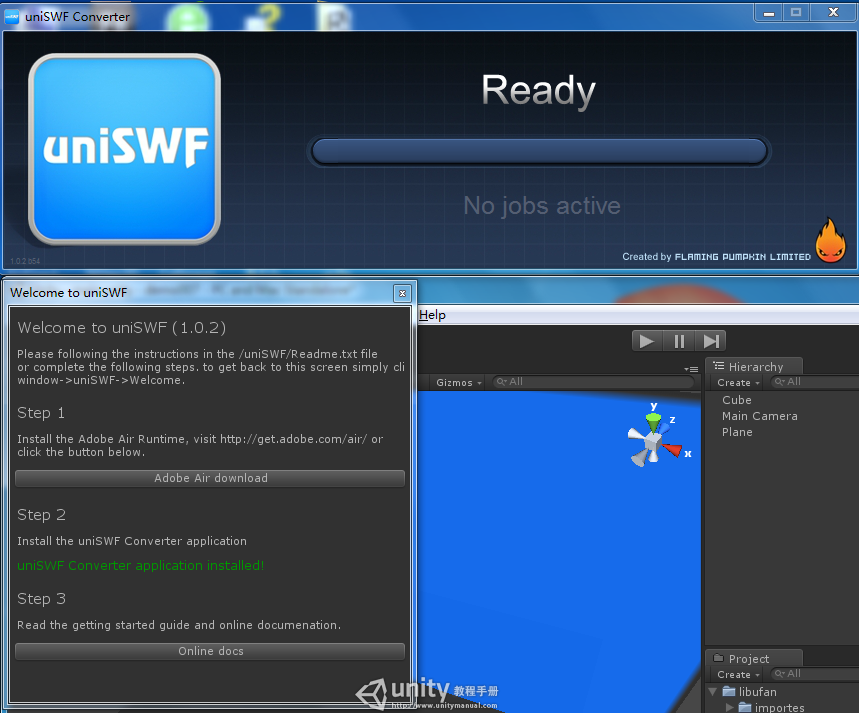 uniSWF Converter
uniSWF
Ready
No jobs active
Created by FLAMING PUMPKIN LIMITED
Welcome to uniSWF
Welcome to uniSWF (1.0.2)
Please following the instructions in the /uniSWF/Readme.txt file
or complete the following steps. to get back to this screen simply cli
window->uniSWF->Welcome.
Step 1
Install the Adobe Air Runtime, visit http://get.adobe.com/air/ or
click the button below.
Adobe Air download
Step 2
Install the uniSWF Converter application
uniSWF Converter application installed!
Step 3
Read the getting started guide and online documenation.
Online docs
Help
Gizmos
All
y
z
x
Hierarchy
Create
All
Cube
Main Camera
Plane
Project
Create
All
libufan
importes
unity 教程手册
http://www.unitymanual.com